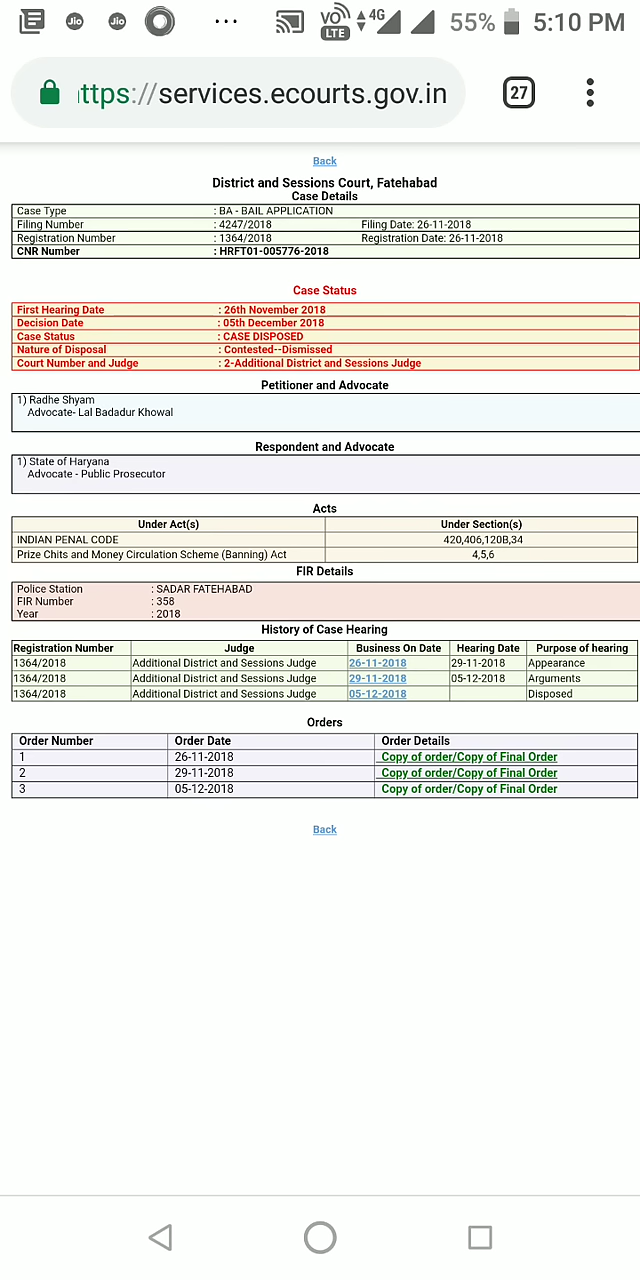 Jio Jio ... VO LTE 4G 55% 5:10 PM
ttps://services.ecourts.gov.in 27
Back
District and Sessions Court, Fatehabad
Case Details
Case Type : BA - BAIL APPLICATION
Filing Number : 4247/2018 Filing Date: 26-11-2018
Registration Number : 1364/2018 Registration Date: 26-11-2018
CNR Number : HRFT01-005776-2018
Case Status
First Hearing Date : 26th November 2018
Decision Date : 05th December 2018
Case Status : CASE DISPOSED
Nature of Disposal : Contested--Dismissed
Court Number and Judge : 2-Additional District and Sessions Judge
Petitioner and Advocate
1) Radhe Shyam
Advocate- Lal Badadur Khowal
Respondent and Advocate
1) State of Haryana
Advocate - Public Prosecutor
Acts
Under Act(s) Under Section(s)
INDIAN PENAL CODE 420,406,120B,34
Prize Chits and Money Circulation Scheme (Banning) Act 4,5,6
FIR Details
Police Station : SADAR FATEHABAD
FIR Number : 358
Year : 2018
History of Case Hearing
Registration Number Judge Business On Date Hearing Date Purpose of hearing
1364/2018 Additional District and Sessions Judge 26-11-2018 29-11-2018 Appearance
1364/2018 Additional District and Sessions Judge 29-11-2018 05-12-2018 Arguments
1364/2018 Additional District and Sessions Judge 05-12-2018 Disposed
Orders
Order Number Order Date Order Details
1 26-11-2018 Copy of order/Copy of Final Order
2 29-11-2018 Copy of order/Copy of Final Order
3 05-12-2018 Copy of order/Copy of Final Order
Back